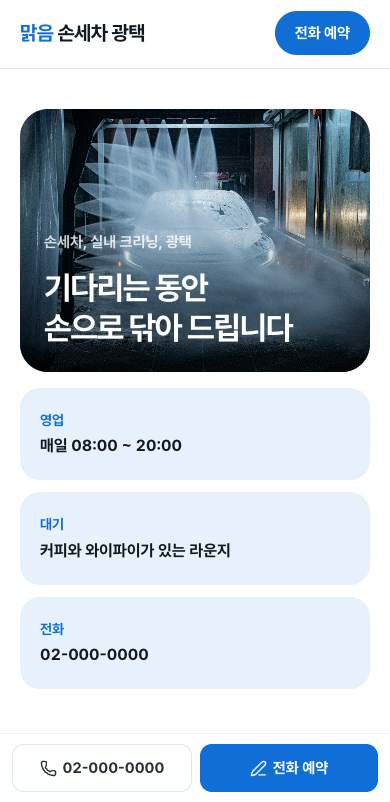 맑음 손세차 광택
전화 예약
손세차, 실내 크리닝, 광택
기다리는 동안
손으로 닦아 드립니다
영업
매일 08:00 ~ 20:00
대기
커피와 와이파이가 있는 라운지
전화
02-000-0000
02-000-0000
전화 예약